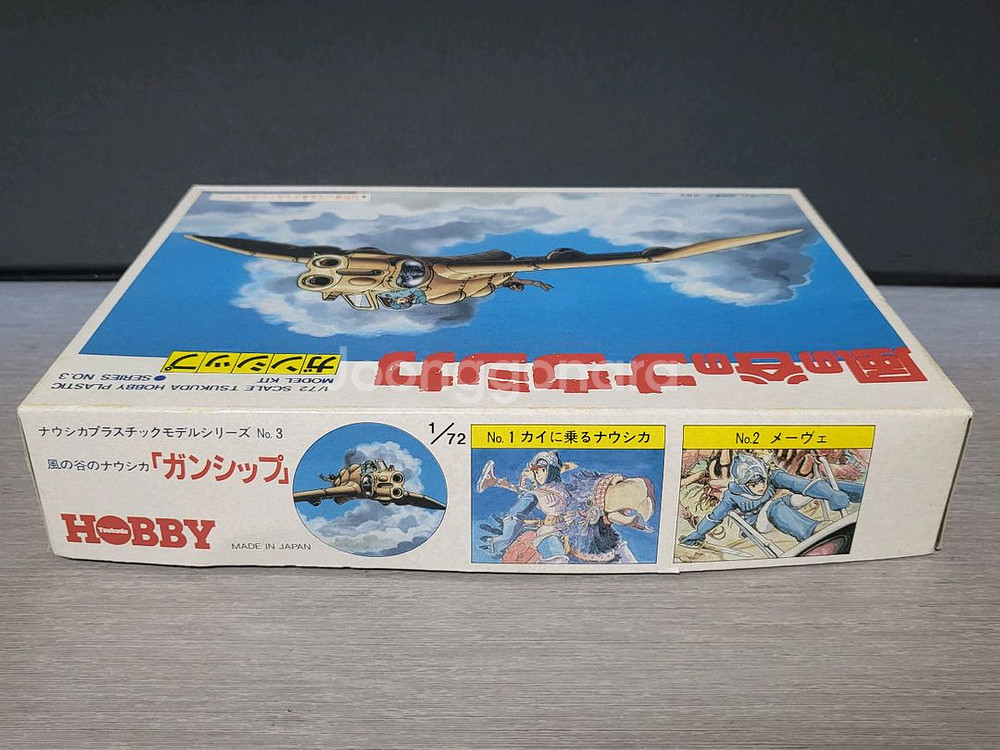 風の谷のナウシカ
ガンシップ
1/72 SCALE TSUKUDA HOBBY PLASTIC
MODEL KIT ●SERIES NO.3
joonggonara
ナウシカプラスチックモデルシリーズ No.3
風の谷のナウシカ「ガンシップ」
1/72
Tsukuda
HOBBY
MADE IN JAPAN
No.1 カイに乗るナウシカ
No.2 メーヴェ